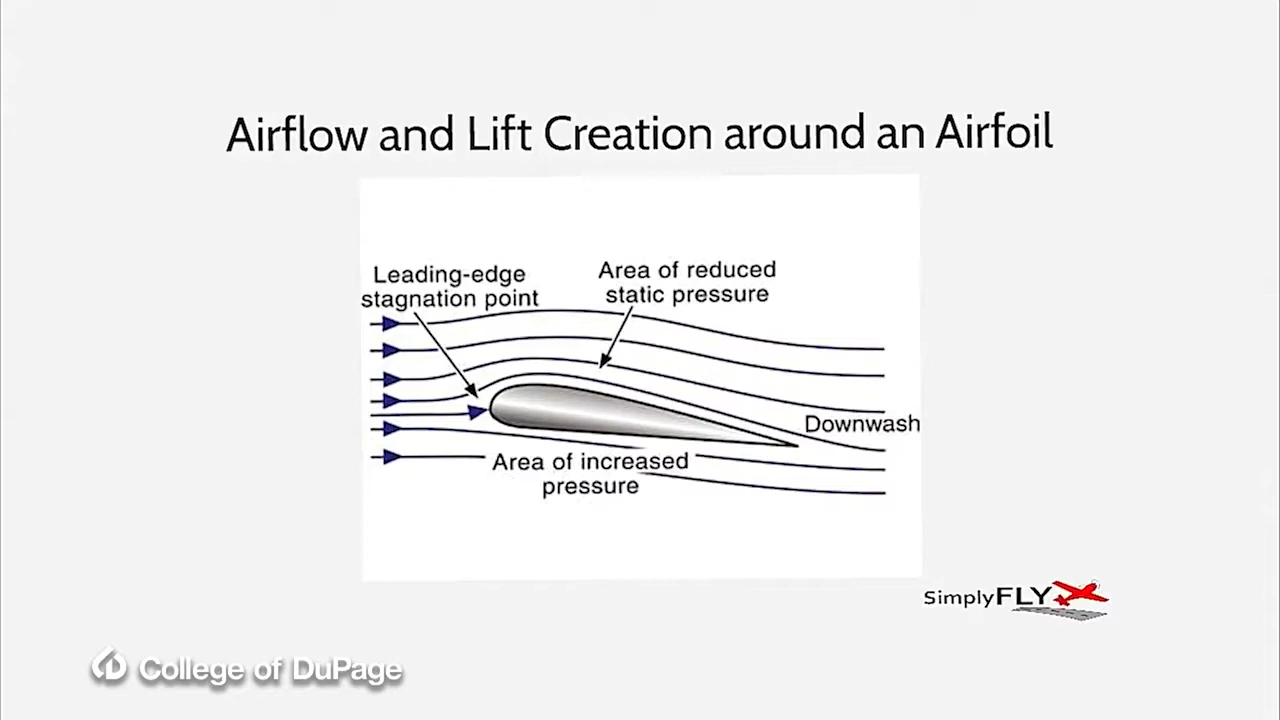 Airflow and Lift Creation around an Airfoil
Leading-edge
stagnation point
Area of reduced
static pressure
Downwash
Area of increased
pressure
SimplyFLY
College of DuPage